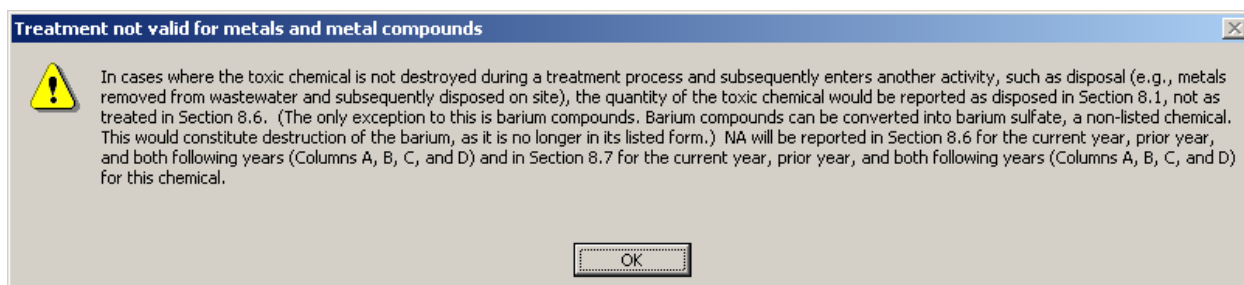 Treatment not valid for metals and metal compounds
In cases where the toxic chemical is not destroyed during a treatment process and subsequently enters another activity, such as disposal (e.g., metals
removed from wastewater and subsequently disposed on site), the quantity of the toxic chemical would be reported as disposed in Section 8.1, not as
treated in Section 8.6. (The only exception to this is barium compounds. Barium compounds can be converted into barium sulfate, a non-listed chemical.
This would constitute destruction of the barium, as it is no longer in its listed form.) NA will be reported in Section 8.6 for the current year, prior year,
and both following years (Columns A, B, C, and D) and in Section 8.7 for the current year, prior year, and both following years (Columns A, B, C, and D)
for this chemical.
OK